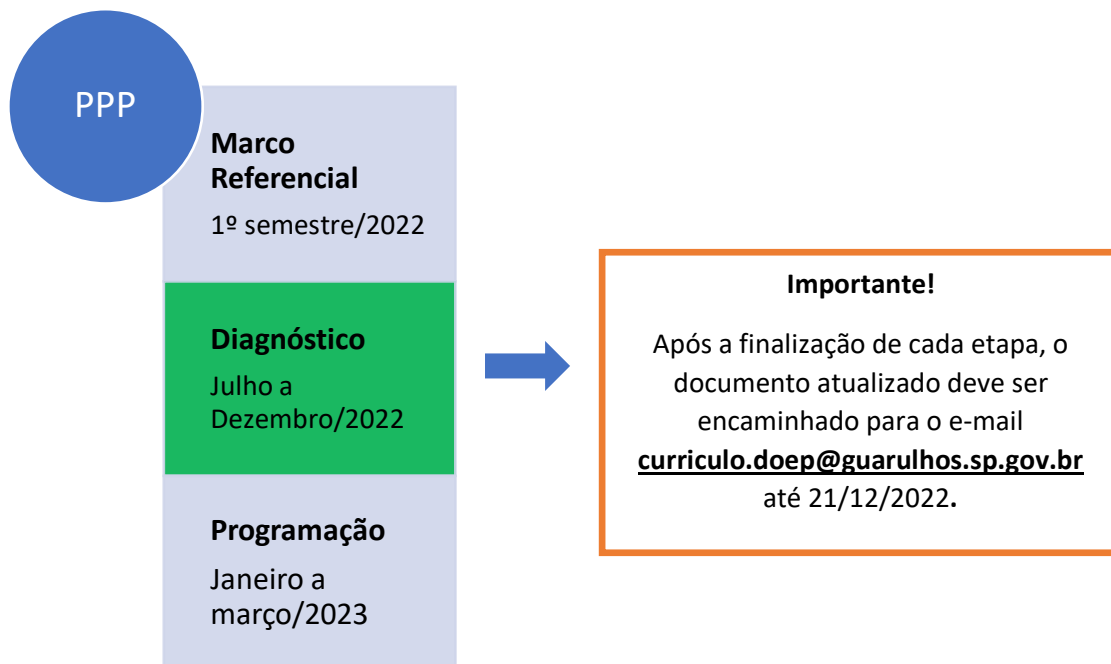 PPP
Marco
Referencial
1º semestre/2022
Diagnóstico
Julho a
Dezembro/2022
Programação
Janeiro a
março/2023
Importante!
Após a finalização de cada etapa, o
documento atualizado deve ser
encaminhado para o e-mail
curriculo.doep@guarulhos.sp.gov.br
até 21/12/2022.